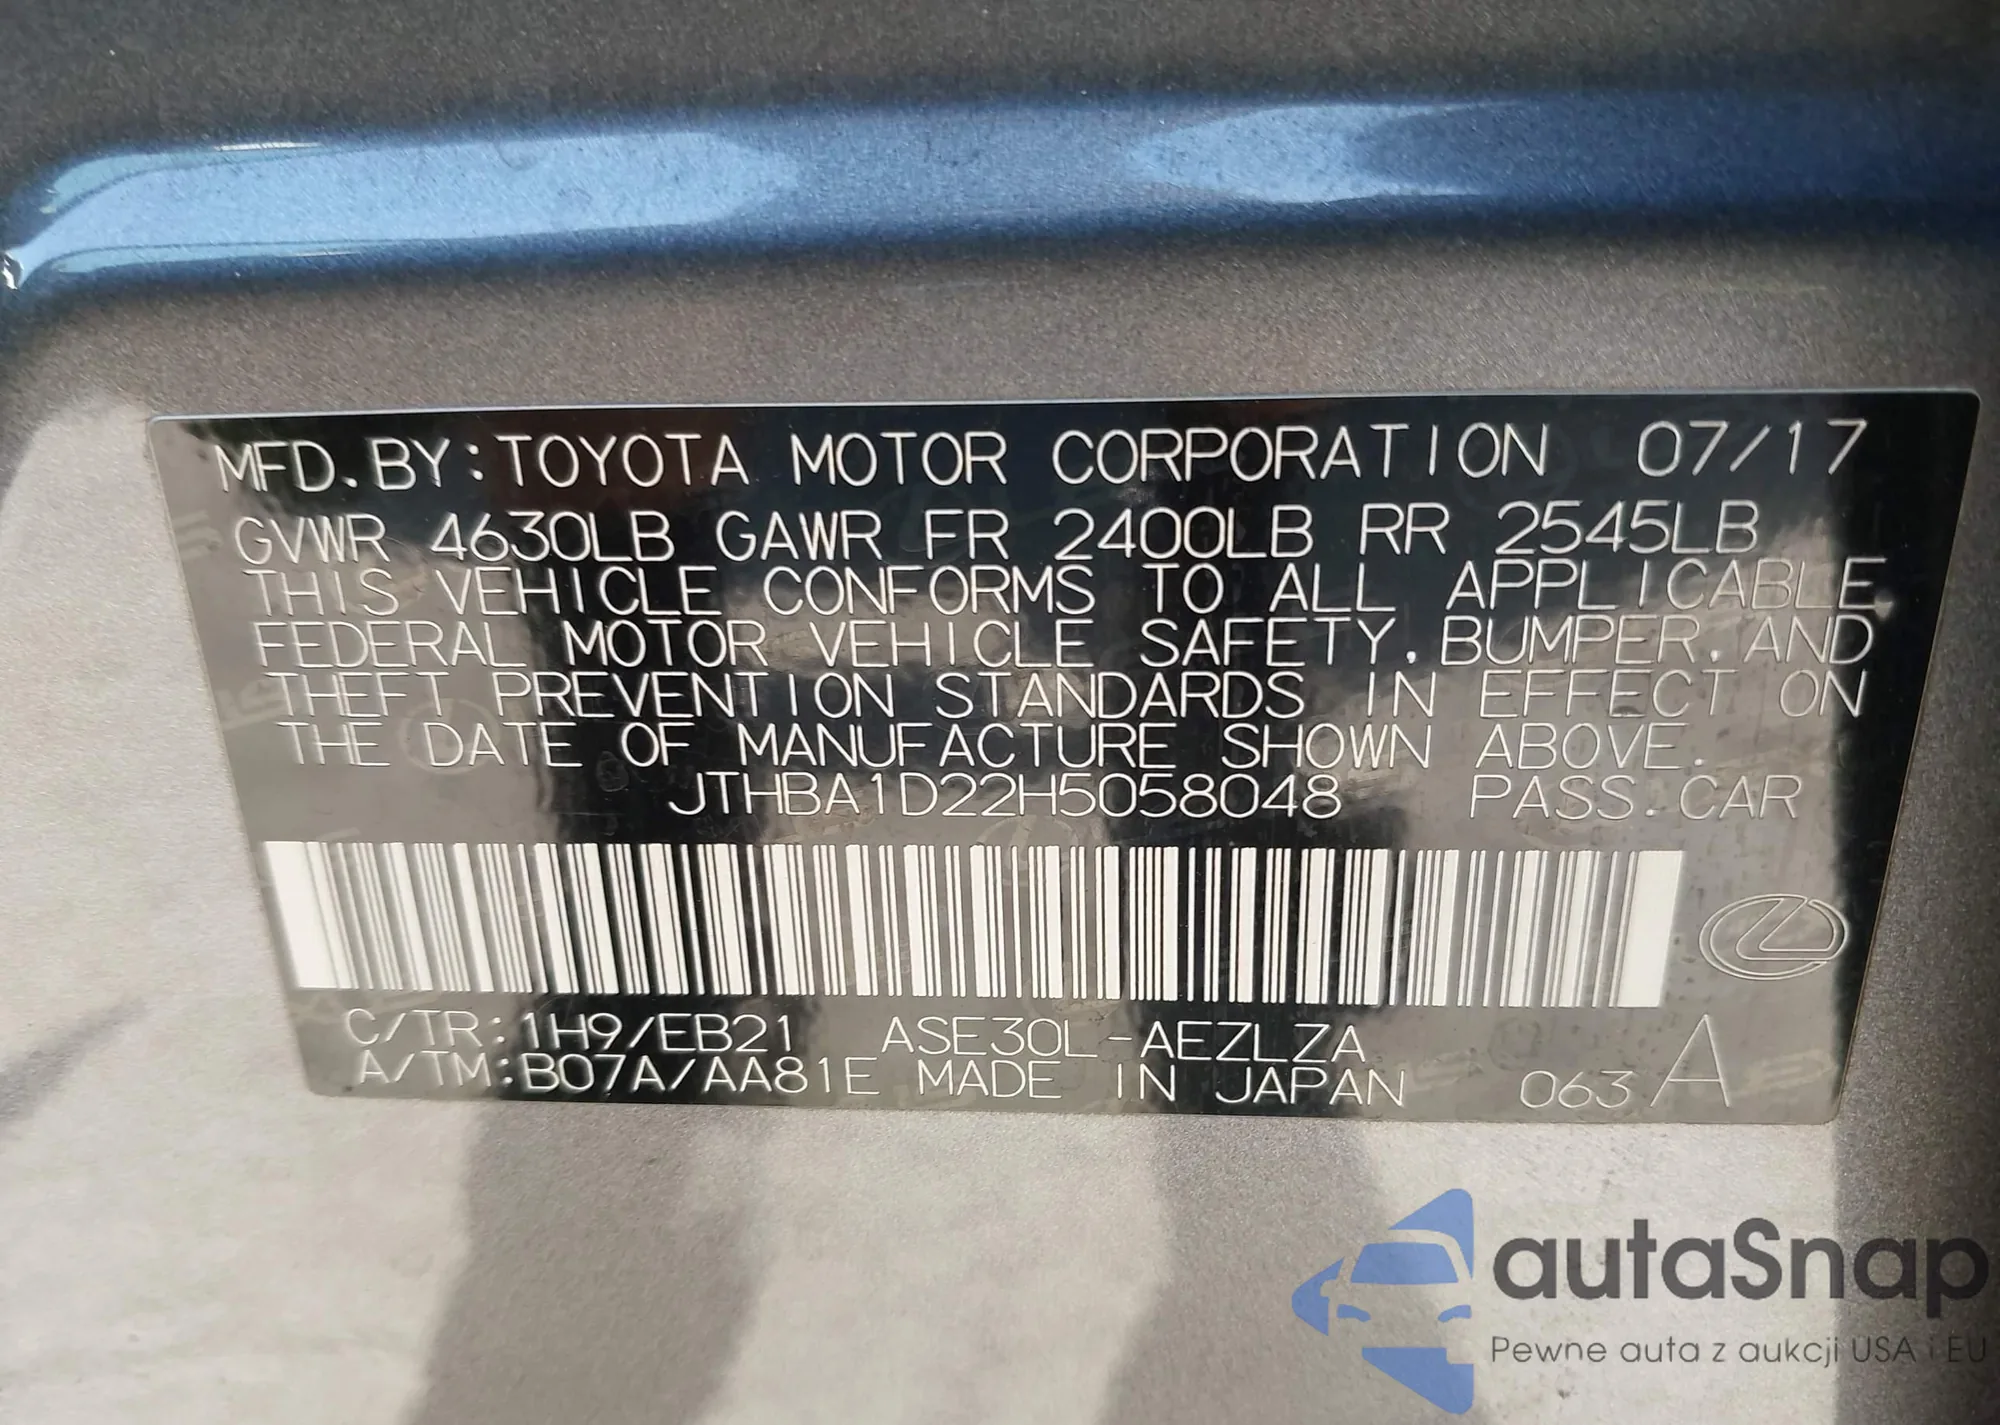 MFD. BY: TOYOTA MOTOR CORPORATION 07/17
GVWR 4630LB GAWR FR 2400LB RR 2545LB
THIS VEHICLE CONFORMS TO ALL APPLICABLE
FEDERAL MOTOR VEHICLE SAFETY, BUMPER, AND
THEFT PREVENTION STANDARDS IN EFFECT ON
THE DATE OF MANUFACTURE SHOWN ABOVE.
JTHBA1D22H5058048 PASS. CAR
C/TR: 1H9/EB21 ASE30L-AEZLZA
A/TM: B07A/AA81E MADE IN JAPAN 063 A
autaSnap
Pewne auta z aukcji USA i EU